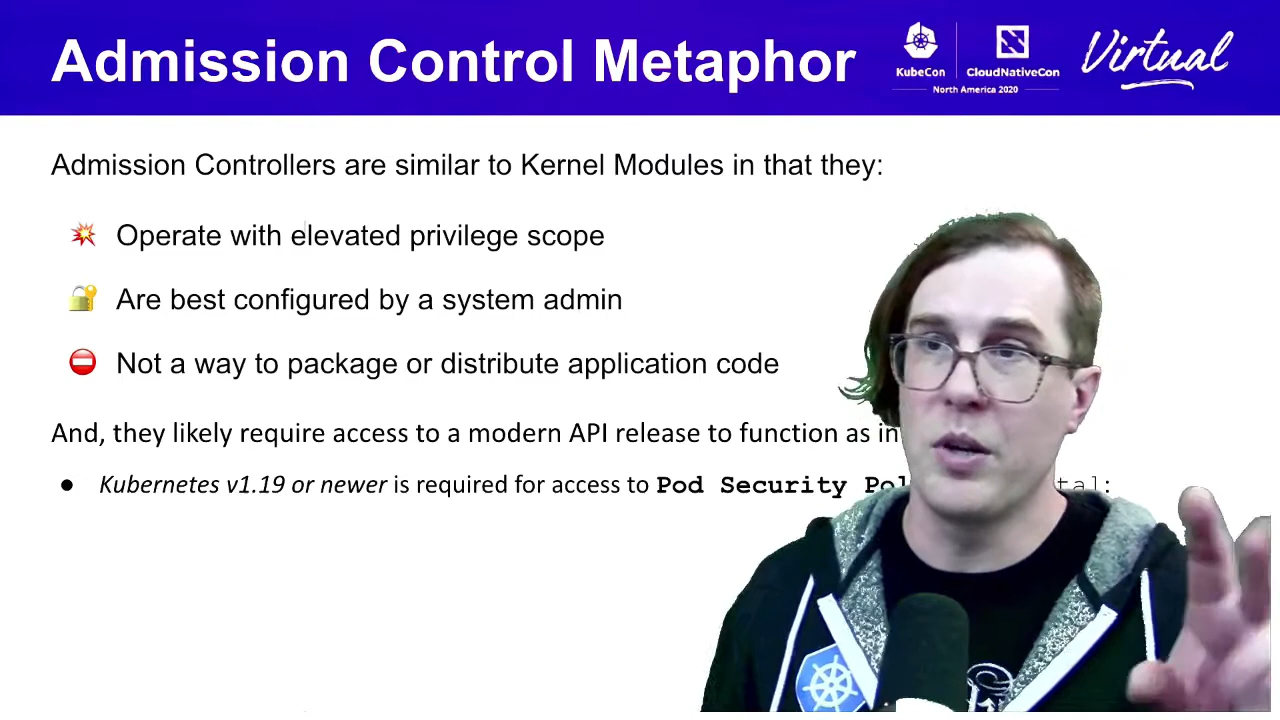 Admission Control Metaphor
KubeCon
CloudNativeCon
North America 2020
Virtual
Admission Controllers are similar to Kernel Modules in that they:
Operate with elevated privilege scope
Are best configured by a system admin
Not a way to package or distribute application code
And, they likely require access to a modern API release to function as
Kubernetes v1.19 or newer is required for access to Pod Security